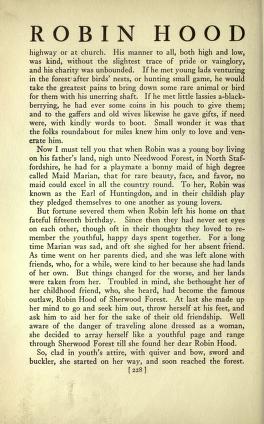 ROBIN HOOD
highway or at church. His manner to all, both high and low,
was kind, without the slightest trace of pride or vainglory,
and his charity was unbounded. If he met young lads venturing
in the forest after birds' nests, or hunting small game, he would
take the greatest pains to bring down some rare animal or bird
for them with his unerring shaft. If he met little lassies a-black-
berrying, he had ever some coins in his pouch to give them;
and to the gaffers and old wives likewise he gave gifts, if need
were, with kindly words to boot. Small wonder it was that
the folks roundabout for miles knew him only to love and ven-
erate him.
Now I must tell you that when Robin was a young boy living
on his father's land, nigh unto Needwood Forest, in North Staf-
fordshire, he had for a playmate a bonny maid of high degree
called Maid Marian, that for rare beauty, face, and favor, no
maid could excel in all the country round. To her, Robin was
known as the Earl of Huntingdon, and in their childish play
they pledged themselves to one another as young lovers.
But fortune severed them when Robin left his home on that
fateful fifteenth birthday. Since then they had never set eyes
on each other, though oft in their thoughts they loved to re-
member the youthful, happy days spent together. For a long
time Marian was sad, and oft she sighed for her absent friend.
As time went on her parents died, and she was left alone with
friends, who, for a while, were kind to her because she had lands
of her own. But things changed for the worse, and her lands
were taken from her. Troubled in mind, she bethought her of
her childhood friend, who, she heard, had become the famous
outlaw, Robin Hood of Sherwood Forest. At last she made up
her mind to go and seek him out, throw herself at his feet, and
ask him to aid her for the sake of their old friendship. Well
aware of the danger of traveling alone dressed as a woman,
she decided to array herself like a youthful page and range
through Sherwood Forest till she found her dear Robin Hood.
So, clad in youth's attire, with quiver and bow, sword and
buckler, she started on her way, and soon reached the forest.
[228]